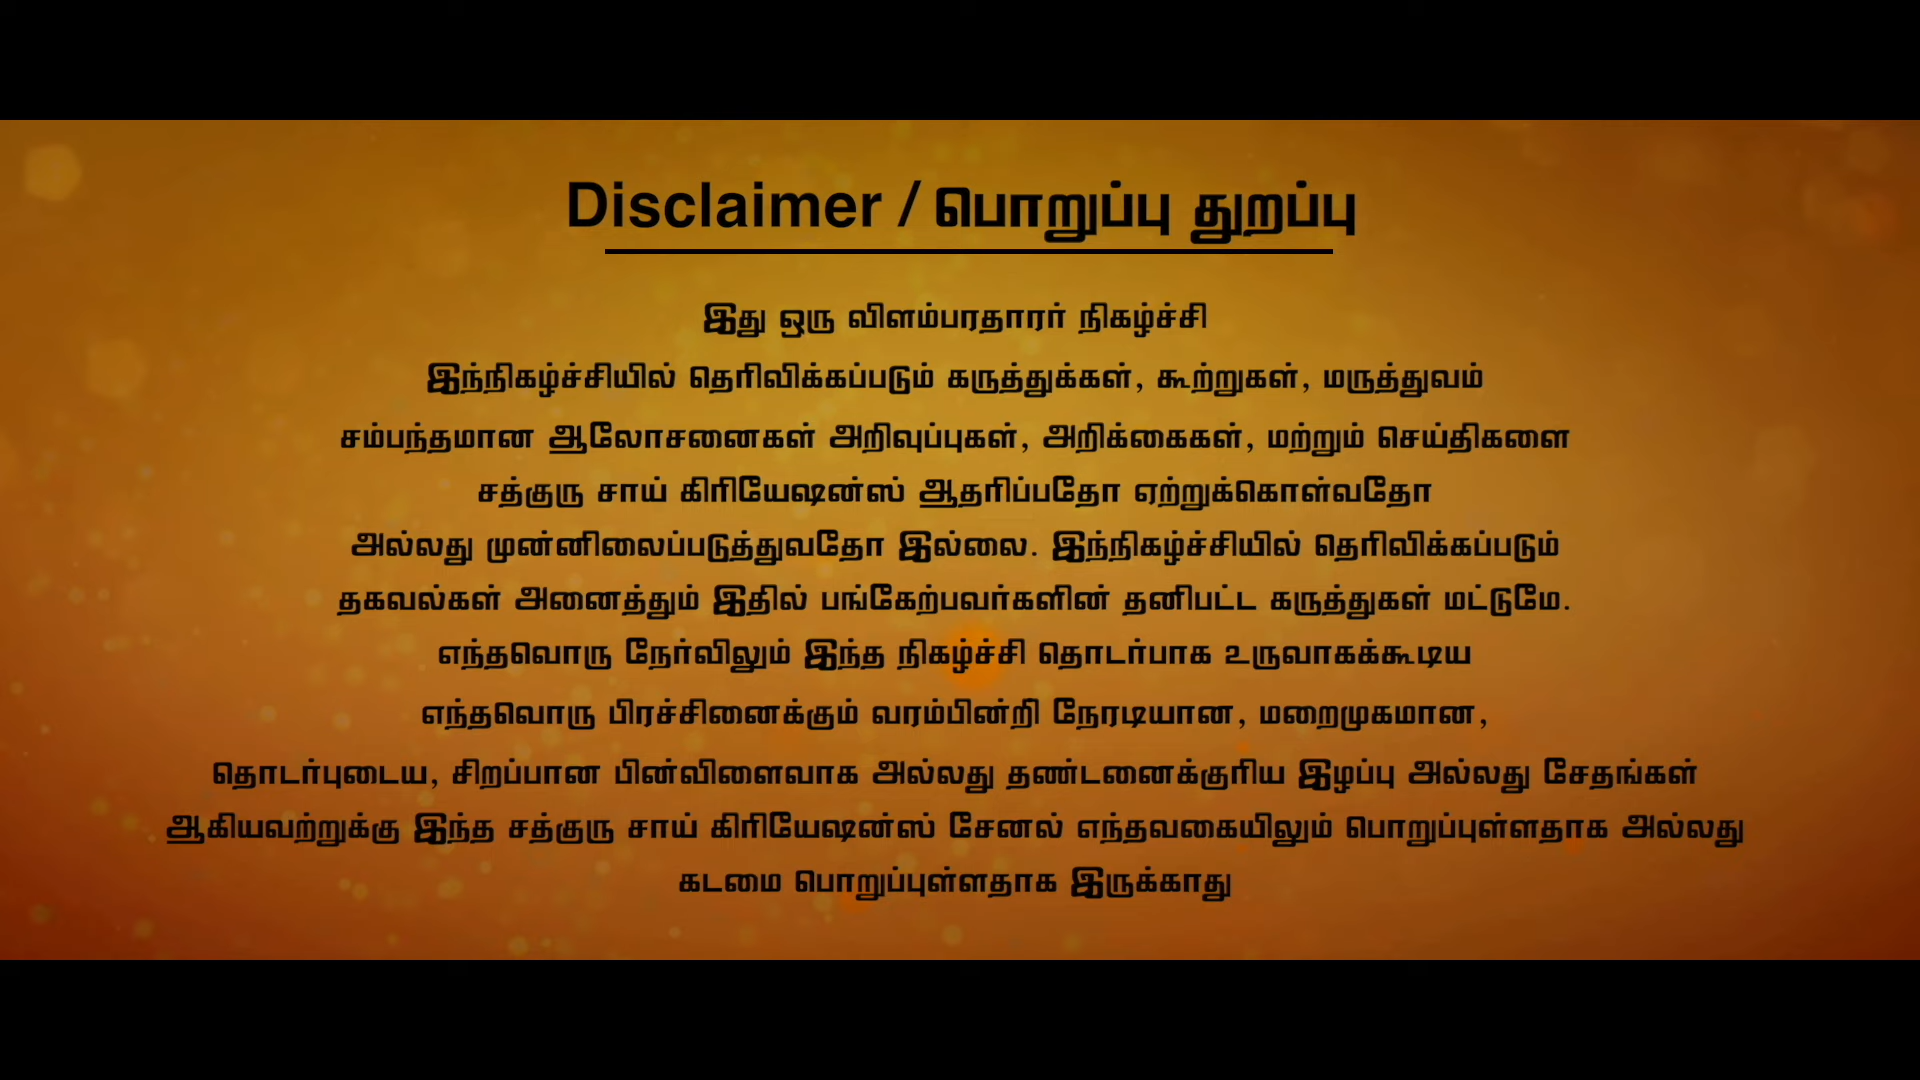 Disclaimer / பொறுப்பு துறப்பு
இது ஒரு விளம்பரதாரர் நிகழ்ச்சி
இந்நிகழ்ச்சியில் தெரிவிக்கப்படும் கருத்துக்கள், கூற்றுகள், மருத்துவம்
சம்பந்தமான ஆலோசனைகள் அறிவுப்புகள், அறிக்கைகள், மற்றும் செய்திகளை
சத்குரு சாய் கிரியேஷன்ஸ் ஆதரிப்பதோ ஏற்றுக்கொள்வதோ
அல்லது முன்னிலைப்படுத்துவதோ இல்லை. இந்நிகழ்ச்சியில் தெரிவிக்கப்படும்
தகவல்கள் அனைத்தும் இதில் பங்கேற்பவர்களின் தனிபட்ட கருத்துகள் மட்டுமே.
எந்தவொரு நேர்விலும் இந்த நிகழ்ச்சி தொடர்பாக உருவாகக்கூடிய
எந்தவொரு பிரச்சினைக்கும் வரம்பின்றி நேரடியான, மறைமுகமான,
தொடர்புடைய, சிறப்பான பின்விளைவாக அல்லது தண்டனைக்குரிய இழப்பு அல்லது சேதங்கள்
ஆகியவற்றுக்கு இந்த சத்குரு சாய் கிரியேஷன்ஸ் சேனல் எந்தவகையிலும் பொறுப்புள்ளதாக அல்லது
கடமை பொறுப்புள்ளதாக இருக்காது